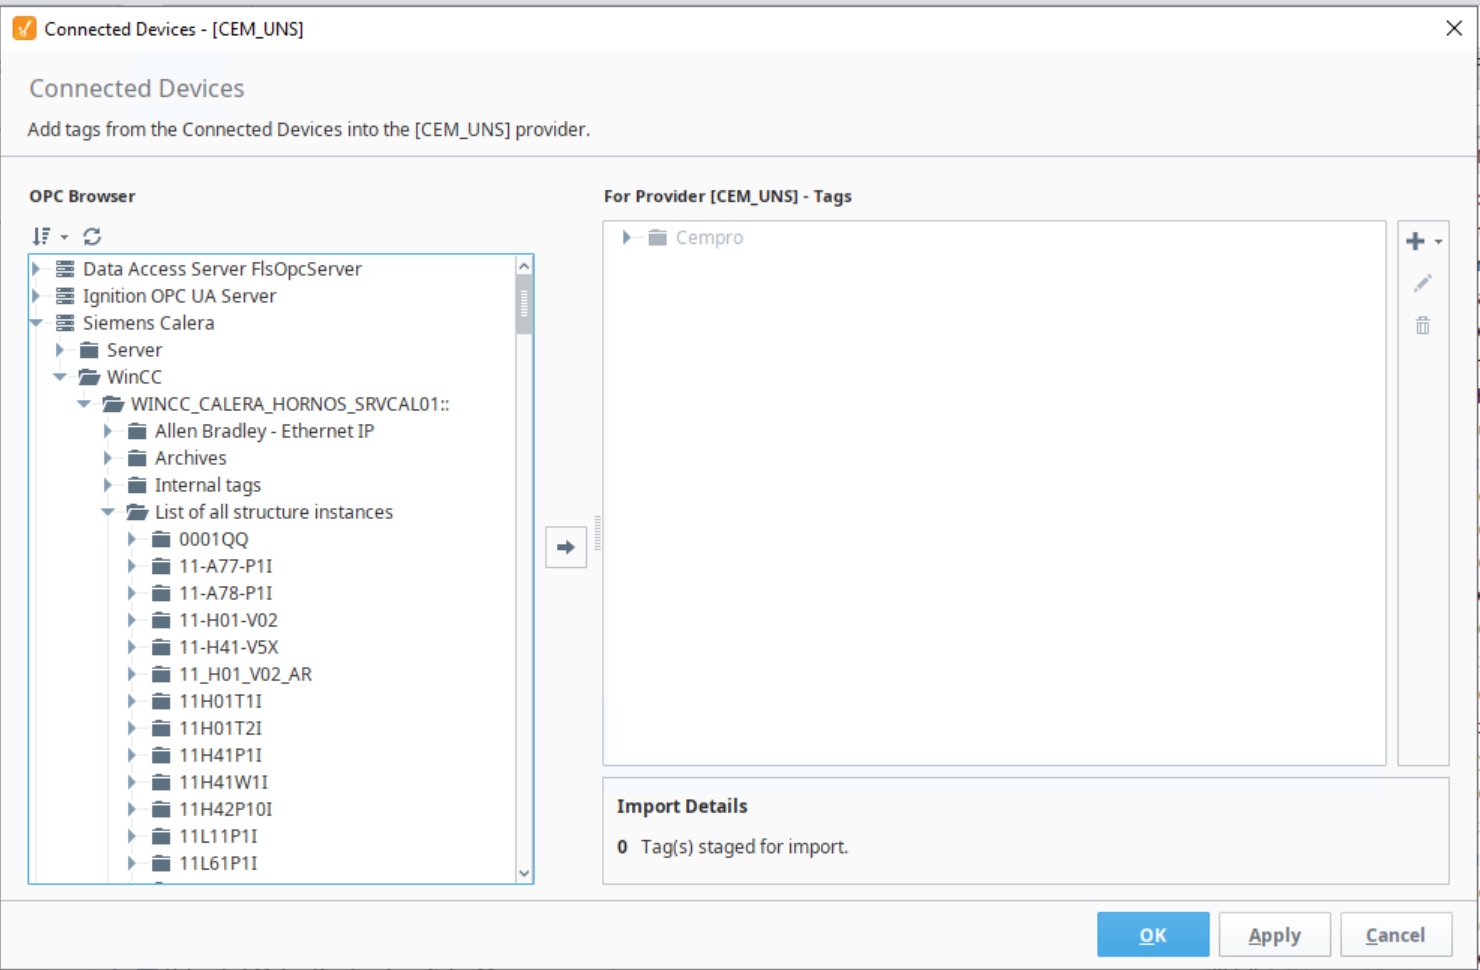 Connected Devices - [CEM_UNS]
Connected Devices
Add tags from the Connected Devices into the [CEM_UNS] provider.
OPC Browser
For Provider [CEM_UNS] - Tags
Data Access Server FlsOpcServer
Ignition OPC UA Server
Siemens Calera
Server
WinCC
WINCC_CALERA_HORNOS_SRVCAL01::
Allen Bradley - Ethernet IP
Archives
Internal tags
List of all structure instances
0001QQ
11-A77-P1I
11-A78-P1I
11-H01-V02
11-H41-V5X
11_H01_V02_AR
11H01T1I
11H01T2I
11H41P1I
11H41W1I
11H42P10I
11L11P1I
11L61P1I
Cempro
Import Details
0 Tag(s) staged for import.
OK
Apply
Cancel